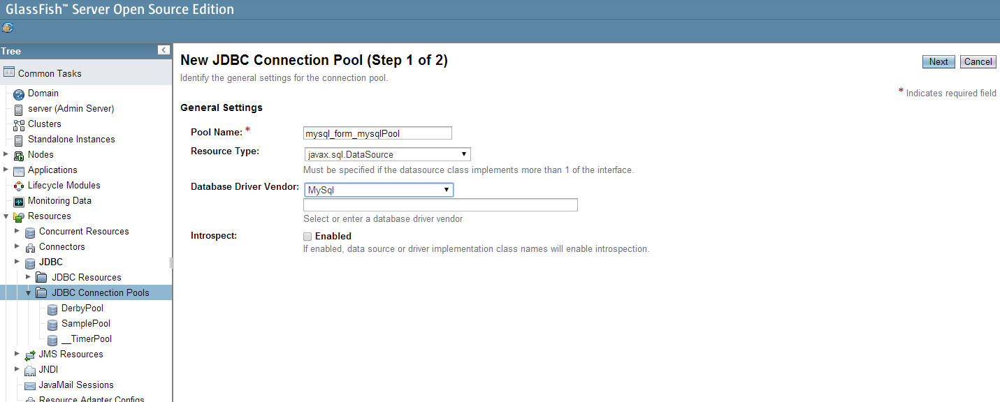 GlassFish™ Server Open Source Edition
Tree
Common Tasks
Domain
server (Admin Server)
Clusters
Standalone Instances
Nodes
Applications
Lifecycle Modules
Monitoring Data
Resources
Concurrent Resources
Connectors
JDBC
JDBC Resources
JDBC Connection Pools
DerbyPool
SamplePool
__TimerPool
JMS Resources
JNDI
JavaMail Sessions
Resource Adapter Configs
New JDBC Connection Pool (Step 1 of 2)
Next Cancel
Identify the general settings for the connection pool.
* Indicates required field
General Settings
Pool Name: * mysql_form_mysqlPool
Resource Type: javax.sql.DataSource
Must be specified if the datasource class implements more than 1 of the interface.
Database Driver Vendor: MySql
Select or enter a database driver vendor
Introspect: Enabled
If enabled, data source or driver implementation class names will enable introspection.